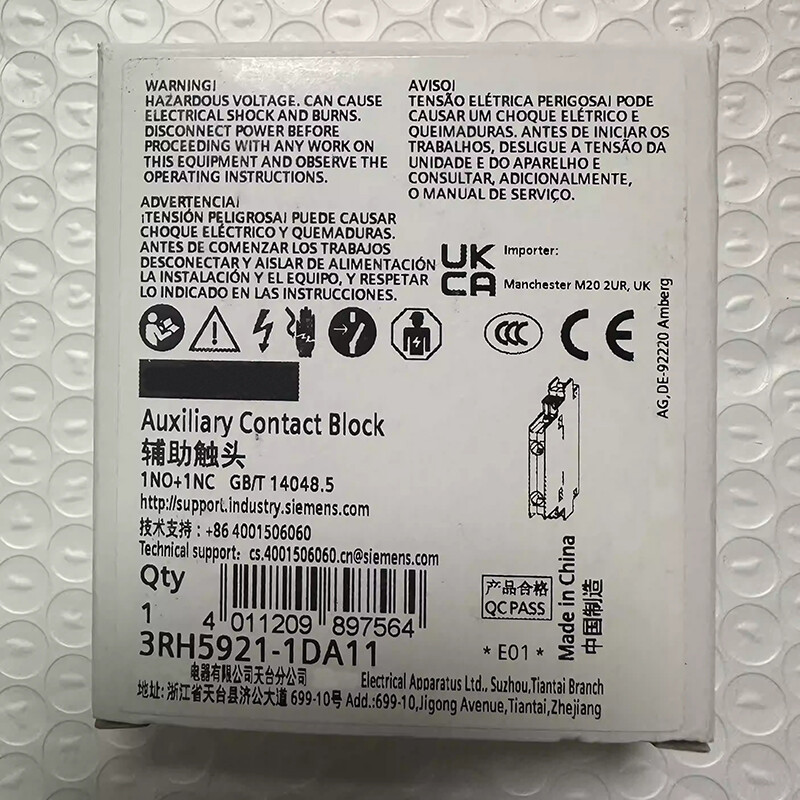 WARNING!
HAZARDOUS VOLTAGE. CAN CAUSE
ELECTRICAL SHOCK AND BURNS.
DISCONNECT POWER BEFORE
PROCEEDING WITH ANY WORK ON
THIS EQUIPMENT AND OBSERVE THE
OPERATING INSTRUCTIONS.
AVISO!
TENSÃO ELÉTRICA PERIGOSA! PODE
CAUSAR UM CHOQUE ELÉTRICO E
QUEIMADURAS. ANTES DE INICIAR OS
TRABALHOS, DESLIGUE A TENSÃO DA
UNIDADE E DO APARELHO E
CONSULTAR, ADICIONALMENTE,
O MANUAL DE SERVIÇO.
ADVERTENCIA!
¡TENSIÓN PELIGROSA! PUEDE CAUSAR
CHOQUE ELÉCTRICO Y QUEMADURAS.
ANTES DE COMENZAR LOS TRABAJOS
DESCONECTAR Y AISLAR DE ALIMENTACIÓN
LA INSTALACIÓN Y EL EQUIPO, Y RESPETAR
LO INDICADO EN LAS INSTRUCCIONES.
UK
CA
Importer:
Manchester M20 2UR, UK
CCC
CE
AG, DE-92220 Amberg
Auxiliary Contact Block
辅助触头
1NO+1NC GB/T 14048.5
http://support.industry.siemens.com
技术支持：+86 4001506060
Technical support: cs.4001506060.cn@siemens.com
Qty
1
4 011209 897564
3RH5921-1DA11
产品合格
QC PASS
* E01 *
Made in China
中国制造
电器有限公司天台分公司
Electrical Apparatus Ltd., Suzhou,Tiantai Branch
地址: 浙江省天台县济公大道 699-10号 Add.:699-10,Jigong Avenue,Tiantai,Zhejiang